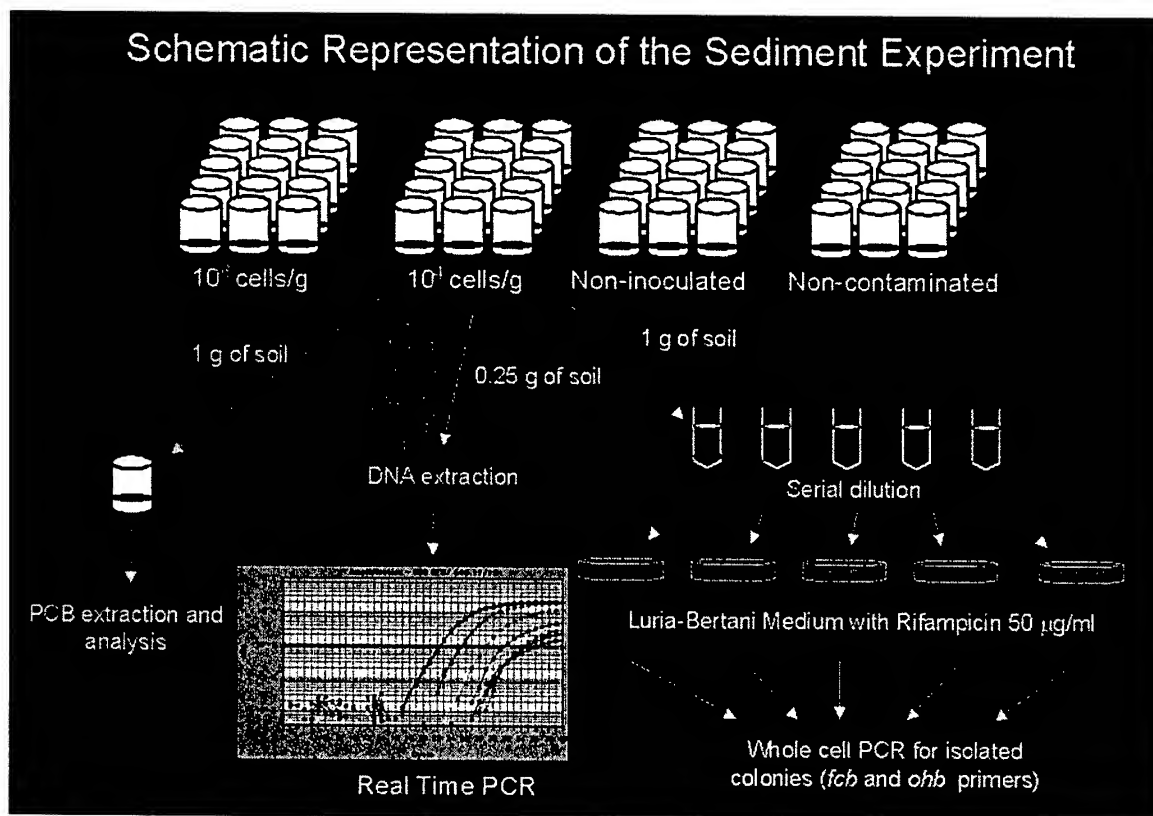 Schematic Representation of the Sediment Experiment
cells/g
cells/g
Non-inoculated
Non-contaminated
1 g of soil
0.25 g of soil
1 g of soil
DNA extraction
Serial dilution
PCB extraction and
analysis
Luria-Bertani Medium with Rifampicin 50 µg/ml
Real Time PCR
Whole cell PCR for isolated
colonies (fcb and ohb primers)